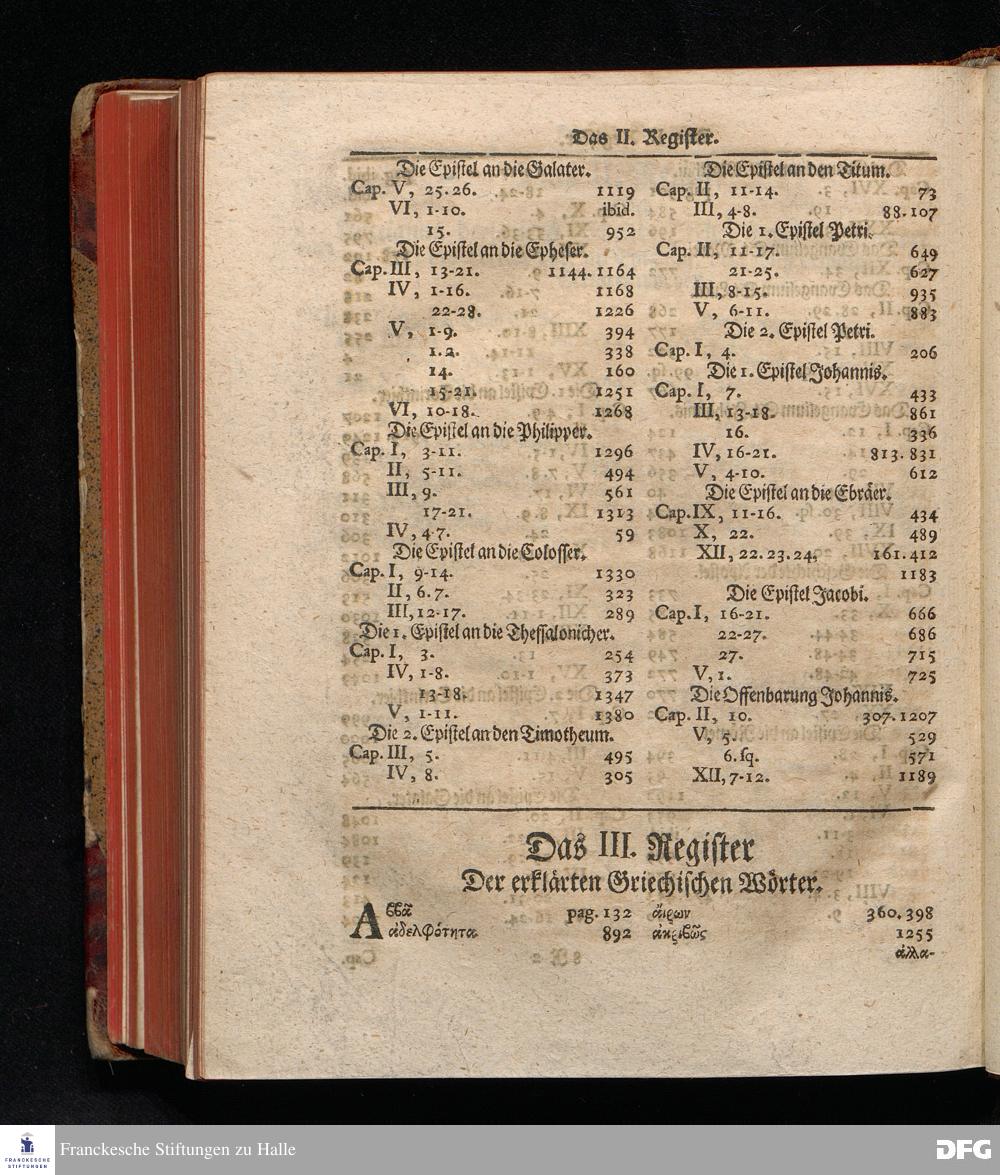 Das II. Register.
Die Epistel an die Galater.
Cap. V, 25.26. 1119
VI, 1-10. ibid.
15. 952
Die Epistel an die Epheser.
Cap. III, 13-21. 1144.1164
IV, 1-16. 1168
22-28. 1226
V, 1-9. 394
1.2. 338
14. 160
15-21. 1251
VI, 10-18. 1268
Die Epistel an die Philipper.
Cap. I, 3-11. 1296
II, 5-11. 494
III, 9. 561
17-21. 1313
IV, 4-7. 59
Die Epistel an die Colosser.
Cap. I, 9-14. 1330
II, 6.7. 323
III, 12-17. 289
Die 1. Epistel an die Thessalonicher.
Cap. I, 3. 254
IV, 1-8. 373
13-18. 1347
V, 1-11. 1380
Die 2. Epistel an den Timotheum.
Cap. III, 5. 495
IV, 8. 305
Die Epistel an den Titum.
Cap. II, 11-14. 73
III, 4-8. 88.107
Die 1. Epistel Petri.
Cap. II, 11-17. 649
21-25. 627
III, 8-15. 935
V, 6-11. 883
Die 2. Epistel Petri.
Cap. I, 4. 206
Die 1. Epistel Johannis.
Cap. I, 7. 433
III, 13-18. 861
16. 336
IV, 16-21. 813.831
V, 4-10. 612
Die Epistel an die Ebräer.
Cap. IX, 11-16. 434
X, 22. 489
XII, 22.23.24. 161.412
1183
Die Epistel Jacobi.
Cap. I, 16-21. 666
22-27. 686
27. 715
V, 1. 725
Die Offenbarung Johannis.
Cap. II, 10. 307.1207
V, 5. 529
6.sq. 571
XII, 7-12. 1189
Das III. Register
Der erklärten Griechischen Wörter.
Αββᾶ pag. 132
ἀδελφότητα 892
αἴρων 360.398
ἀκριβῶς 1255
ἀλλα-
FRANCKESCHE
STIFTUNGEN
Franckesche Stiftungen zu Halle
DFG